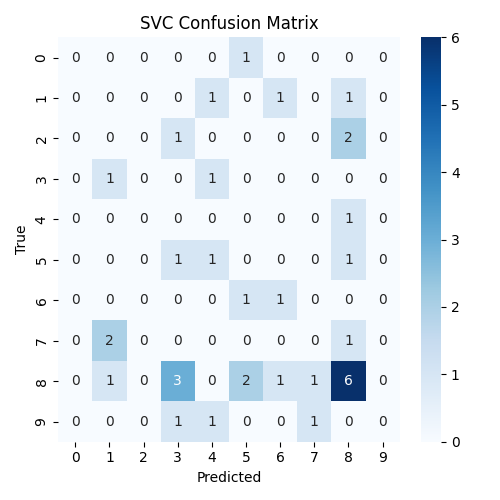 SVC Confusion Matrix
0 0 0 0 0 0 1 0 0 0 0
1 0 0 0 0 1 0 1 0 1 0
2 0 0 0 1 0 0 0 0 2 0
3 0 1 0 0 1 0 0 0 0 0
4 0 0 0 0 0 0 0 0 1 0
5 0 0 0 1 1 0 0 0 1 0
6 0 0 0 0 0 1 1 0 0 0
7 0 2 0 0 0 0 0 0 1 0
8 0 1 0 3 0 2 1 1 6 0
9 0 0 0 1 1 0 0 1 0 0
0 1 2 3 4 5 6 7 8 9
Predicted
True
6
5
4
3
2
1
0